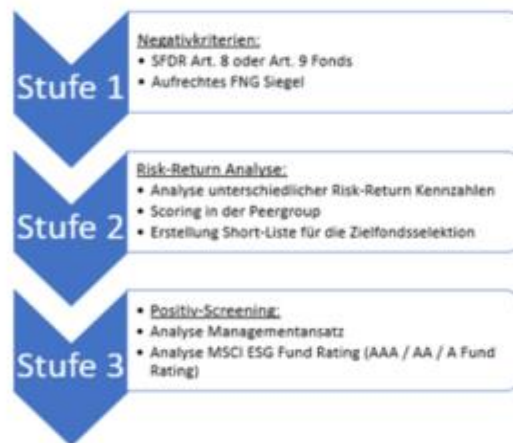 Stufe 1
Negativkriterien:
• SFDR Art. 8 oder Art. 9 Fonds
• Aufrechtes FNG Siegel
Stufe 2
Risk-Return Analyse:
• Analyse unterschiedlicher Risk-Return Kennzahlen
• Scoring in der Peergroup
• Erstellung Short-Liste für die Zielfondsselektion
Stufe 3
• Positiv-Screening:
• Analyse Managementansatz
• Analyse MSCI ESG Fund Rating (AAA / AA / A Fund
Rating)